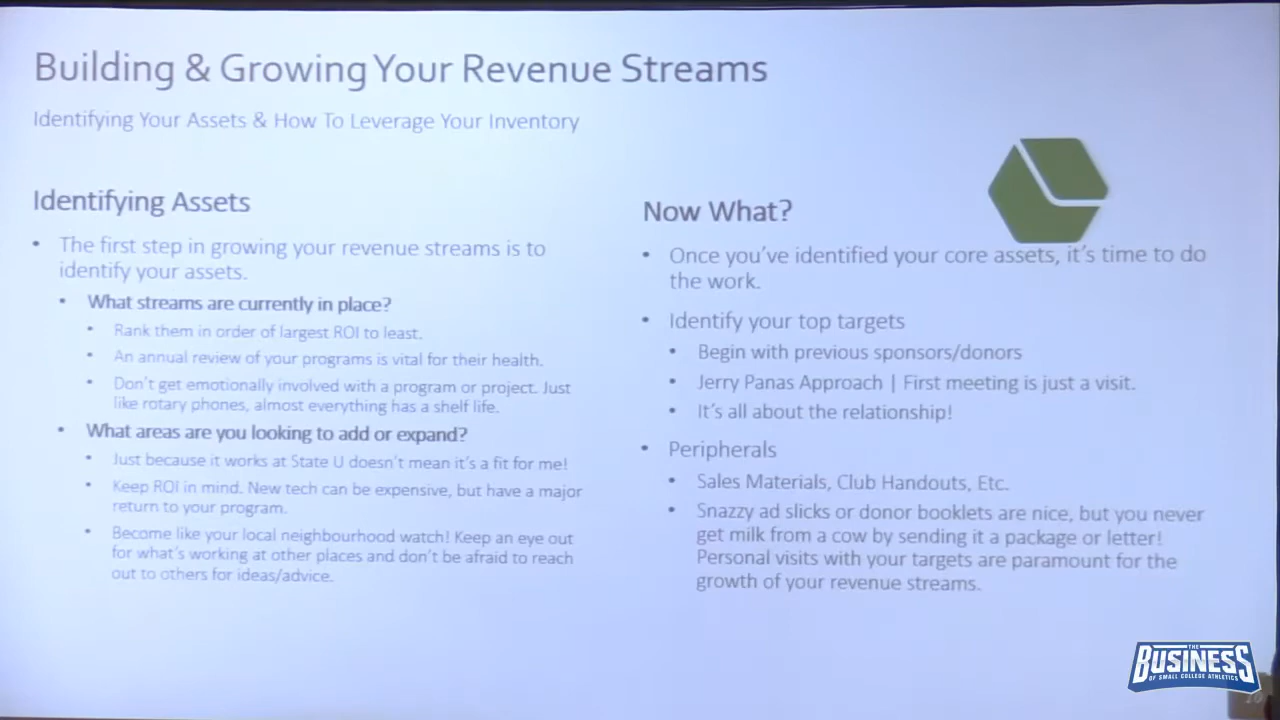 Building & Growing Your Revenue Streams
Identifying Your Assets & How To Leverage Your Inventory
Identifying Assets
• The first step in growing your revenue streams is to
identify your assets.
• What streams are currently in place?
• Rank them in order of largest ROI to least.
• An annual review of your programs is vital for their health.
• Don't get emotionally involved with a program or project. Just
like rotary phones, almost everything has a shelf life.
• What areas are you looking to add or expand?
• Just because it works at State U doesn't mean it's a fit for me!
• Keep ROI in mind. New tech can be expensive, but have a major
return to your program.
• Become like your local neighbourhood watch! Keep an eye out
for what's working at other places and don't be afraid to reach
out to others for ideas/advice.
Now What?
• Once you've identified your core assets, it's time to do
the work.
• Identify your top targets
• Begin with previous sponsors/donors
• Jerry Panas Approach | First meeting is just a visit.
• It's all about the relationship!
• Peripherals
• Sales Materials, Club Handouts, Etc.
• Snazzy ad slicks or donor booklets are nice, but you never
get milk from a cow by sending it a package or letter!
Personal visits with your targets are paramount for the
growth of your revenue streams.
THE
BUSINESS
OF SMALL COLLEGE ATHLETICS